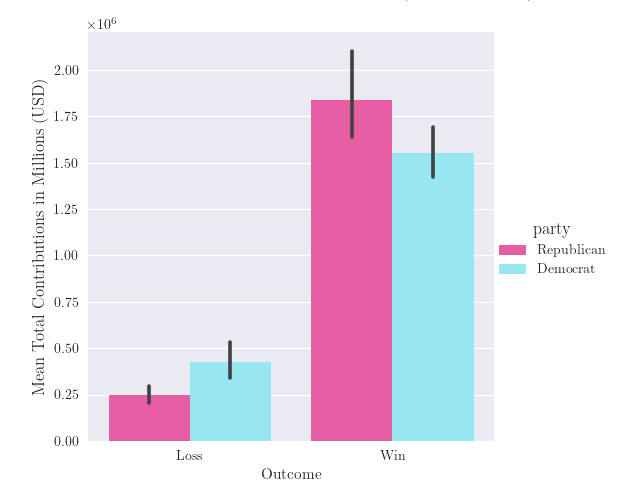 ×10⁶
2.00
1.75
1.50
1.25
1.00
0.75
0.50
0.25
0.00
Mean Total Contributions in Millions (USD)
Loss
Win
Outcome
party
Republican
Democrat